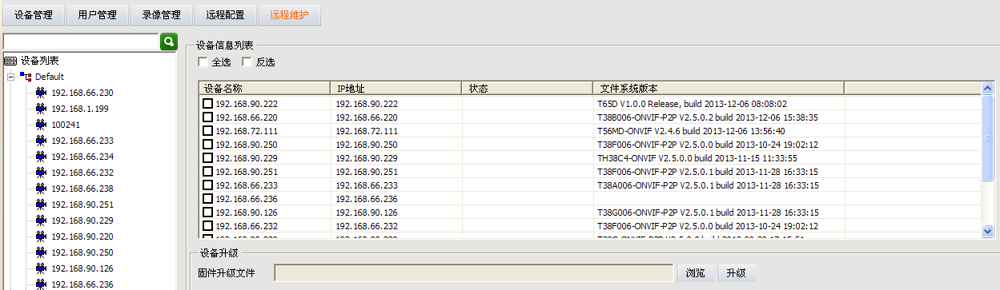 设备管理 用户管理 录像管理 远程配置 远程维护
设备列表
Default
192.168.66.230
192.168.1.199
100241
192.168.66.233
192.168.66.234
192.168.66.232
192.168.66.238
192.168.90.251
192.168.90.229
192.168.90.220
192.168.90.250
192.168.90.126
192.168.66.236
设备信息列表
全选 反选
设备名称 IP地址 状态 文件系统版本
192.168.90.222 192.168.90.222 T65D V1.0.0 Release, build 2013-12-06 08:08:02
192.168.66.220 192.168.66.220 T38B006-ONVIF-P2P V2.5.0.2 build 2013-12-06 15:38:35
192.168.72.111 192.168.72.111 T56MD-ONVIF V2.4.6 build 2013-12-06 13:56:40
192.168.90.250 192.168.90.250 T38F006-ONVIF-P2P V2.5.0.0 build 2013-10-24 19:02:12
192.168.90.229 192.168.90.229 TH38C4-ONVIF V2.5.0.0 build 2013-11-15 11:33:55
192.168.90.251 192.168.90.251 T38F006-ONVIF-P2P V2.5.0.1 build 2013-11-28 16:33:15
192.168.66.233 192.168.66.233 T38A006-ONVIF-P2P V2.5.0.1 build 2013-11-28 16:33:15
192.168.66.236 192.168.66.236
192.168.90.126 192.168.90.126 T38G006-ONVIF-P2P V2.5.0.1 build 2013-11-28 16:33:15
192.168.66.232 192.168.66.232 T38F006-ONVIF-P2P V2.5.0.0 build 2013-10-24 19:02:12
设备升级
固件升级文件 浏览 升级